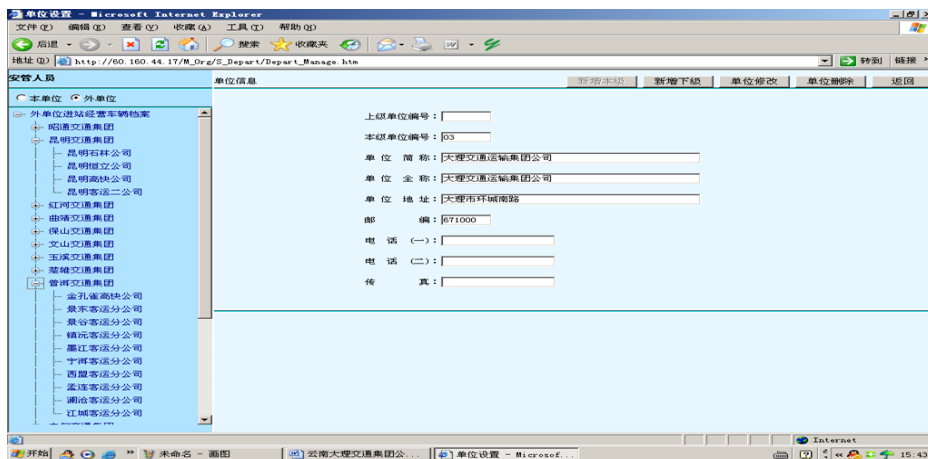 单位设置 - Microsoft Internet Explorer
文件(F) 编辑(E) 查看(V) 收藏(A) 工具(T) 帮助(H)
后退 搜索 收藏夹
地址(D) http://60.160.44.17/M_Org/S_Depart/Depart_Manage.htm 转到 链接 »
安管人员 单位信息 新增本级 新增下级 单位修改 单位删除 返回
本单位 外单位
外单位进站经营车辆档案
昭通交通集团
昆明交通集团
昆明石林公司
昆明恒立公司
昆明高快公司
昆明客运二公司
红河交通集团
曲靖交通集团
保山交通集团
文山交通集团
玉溪交通集团
楚雄交通集团
普洱交通集团
金孔雀高快公司
景东客运分公司
景谷客运分公司
镇沅客运分公司
墨江客运分公司
宁洱客运分公司
西盟客运分公司
孟连客运分公司
澜沧客运分公司
江城客运分公司
上级单位编号：
本级单位编号：03
单位简称：大理交通运输集团公司
单位全称：大理交通运输集团公司
单位地址：大理市环城南路
邮编：671000
电话(一)：
电话(二)：
传真：
Internet
开始 » 未命名 - 画图 云南大理交通集团公... 单位设置 - Microsof... « 15:43